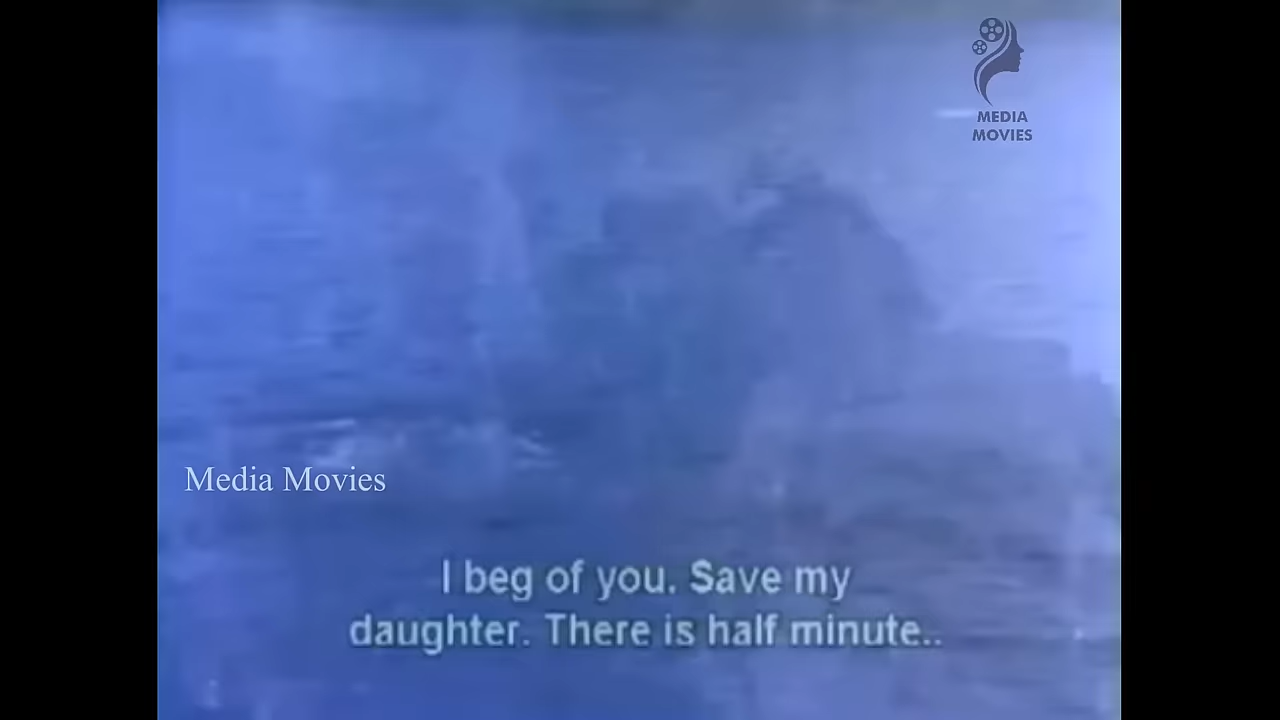 MEDIA
MOVIES
Media Movies
I beg of you. Save my
daughter. There is half minute..